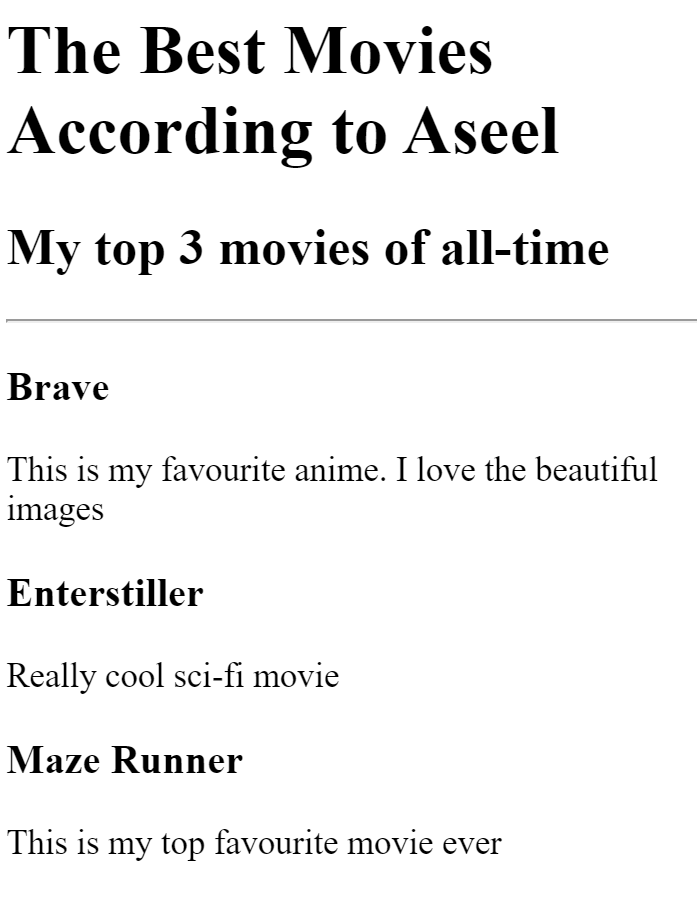 The Best Movies
According to Aseel
My top 3 movies of all-time
Brave
This is my favourite anime. I love the beautiful
images
Enterstiller
Really cool sci-fi movie
Maze Runner
This is my top favourite movie ever